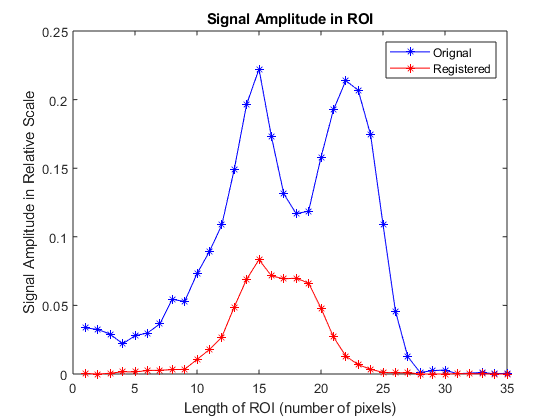 Signal Amplitude in ROI
0.25
0.2
0.15
0.1
0.05
0
Signal Amplitude in Relative Scale
Orignal
Registered
0 5 10 15 20 25 30 35
Length of ROI (number of pixels)